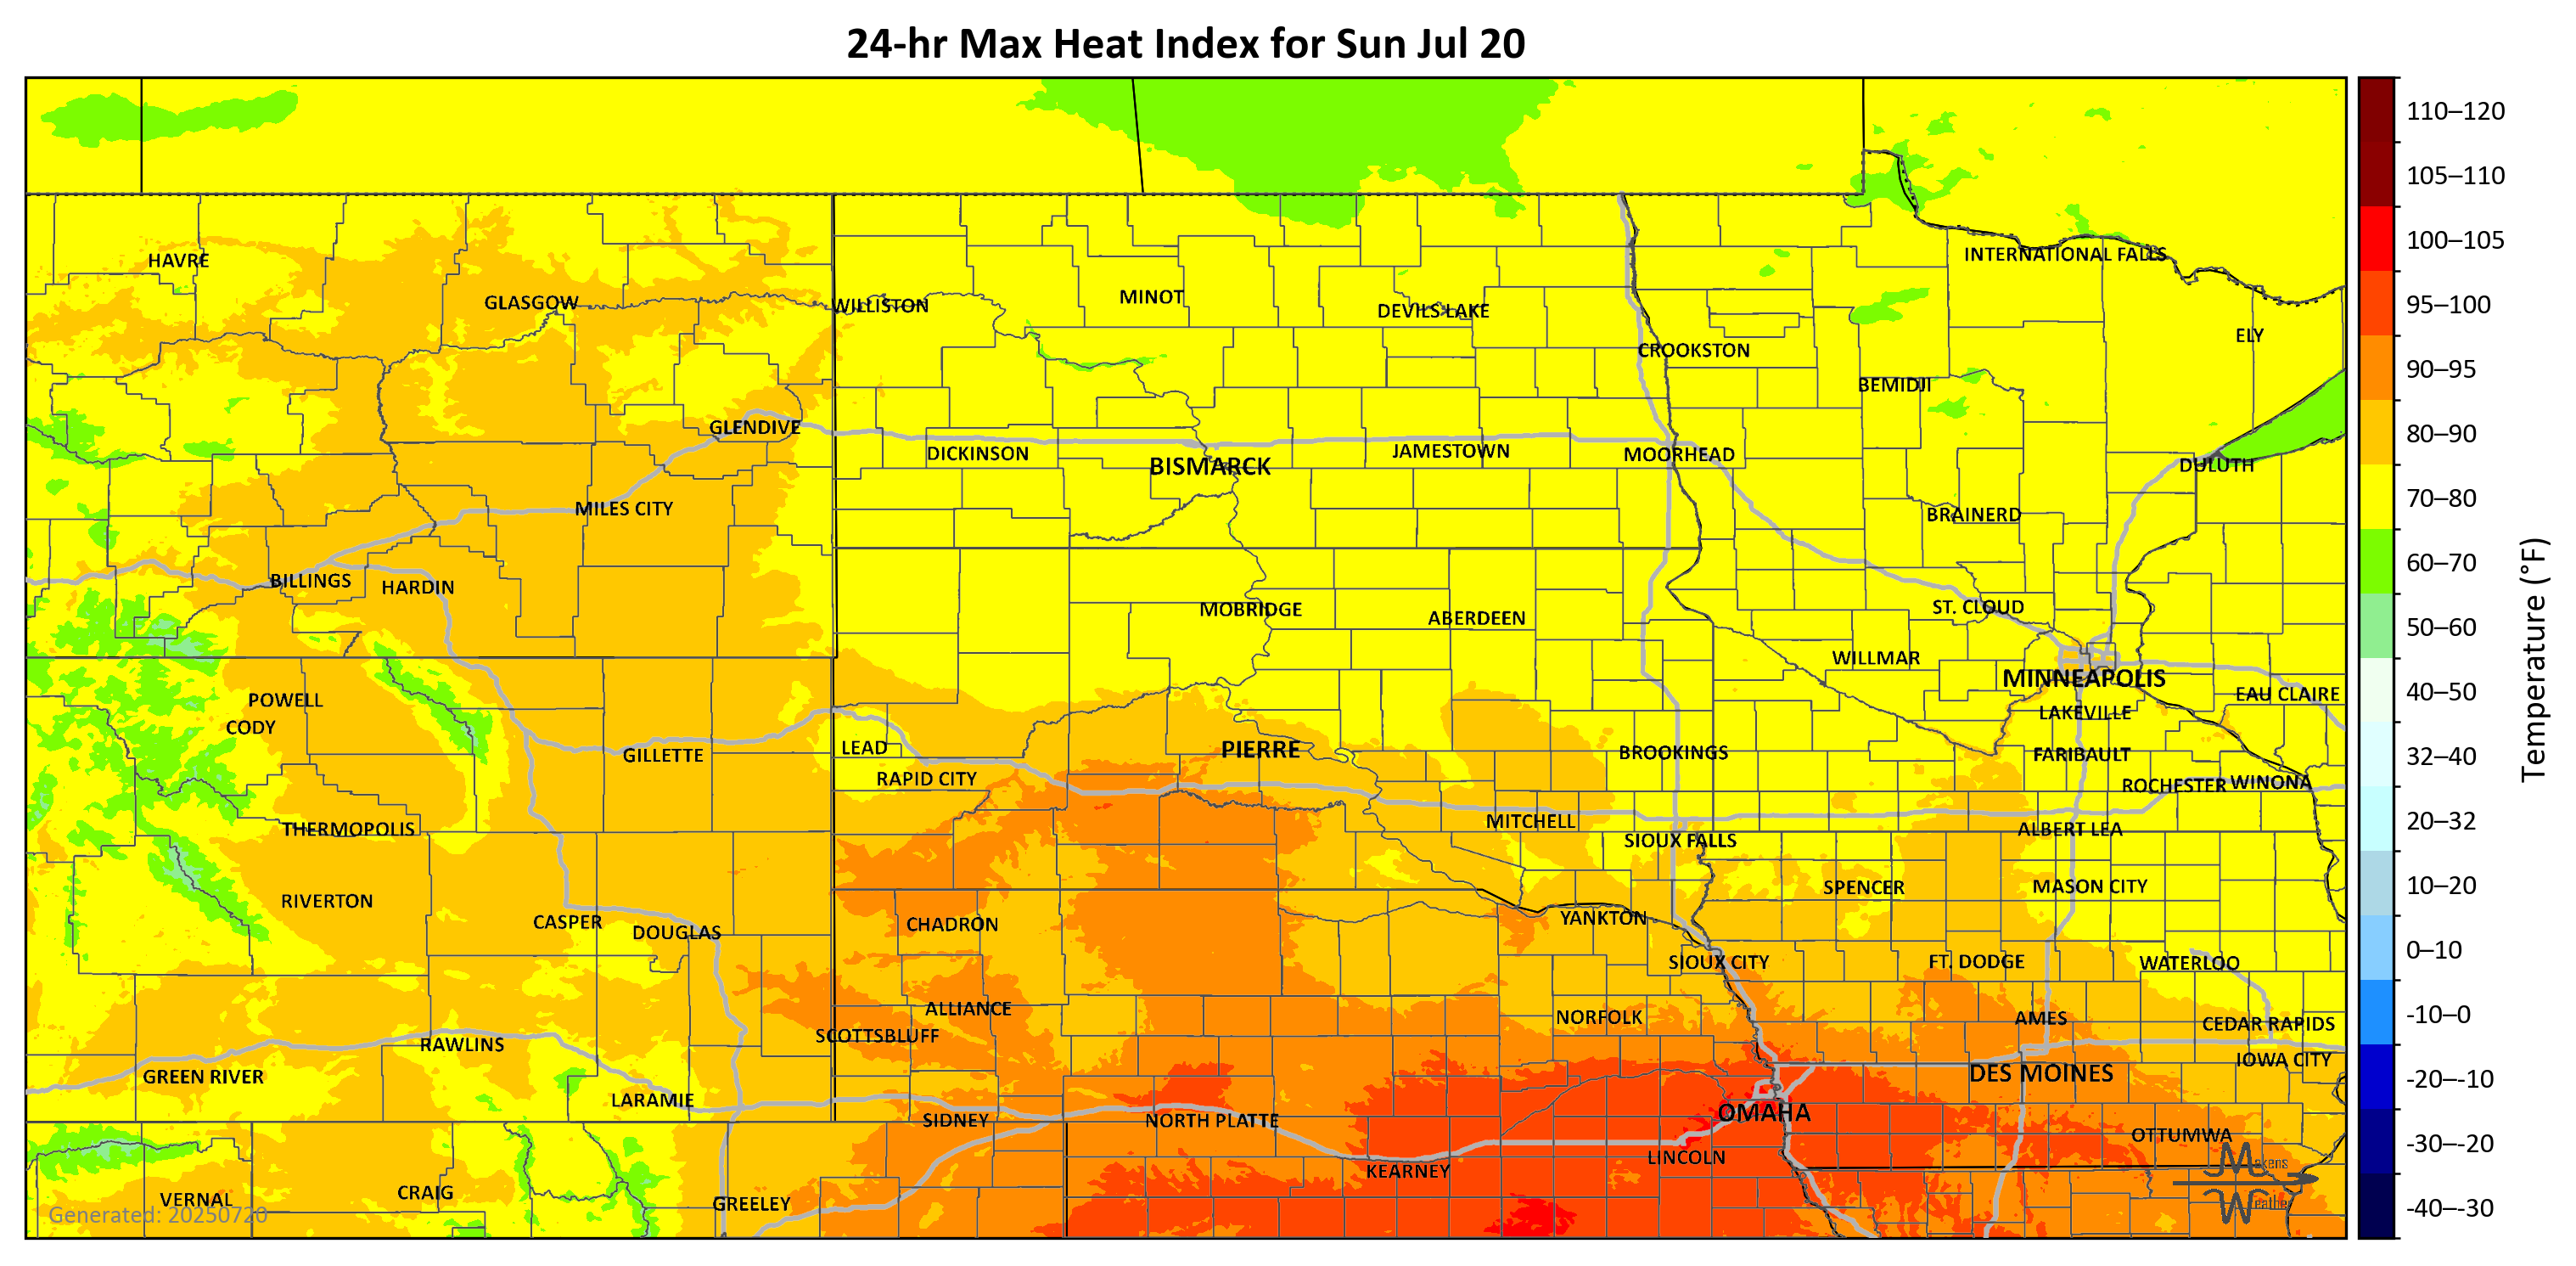 24-hr Max Heat Index for Sun Jul 20
HAVRE
GLASGOW
WILLISTON
MINOT
DEVILS LAKE
INTERNATIONAL FALLS
CROOKSTON
ELY
BEMIDJI
GLENDIVE
DICKINSON
BISMARCK
JAMESTOWN
MOORHEAD
DULUTH
MILES CITY
BRAINERD
BILLINGS
HARDIN
MOBRIDGE
ABERDEEN
ST. CLOUD
WILLMAR
MINNEAPOLIS
EAU CLAIRE
POWELL
CODY
LAKEVILLE
GILLETTE
LEAD
PIERRE
BROOKINGS
FARIBAULT
RAPID CITY
ROCHESTER
WINONA
THERMOPOLIS
MITCHELL
SIOUX FALLS
ALBERT LEA
RIVERTON
SPENCER
MASON CITY
CASPER
DOUGLAS
CHADRON
YANKTON
SIOUX CITY
FT. DODGE
WATERLOO
ALLIANCE
SCOTTSBLUFF
NORFOLK
AMES
CEDAR RAPIDS
RAWLINS
IOWA CITY
GREEN RIVER
DES MOINES
LARAMIE
SIDNEY
NORTH PLATTE
OMAHA
OTTUMWA
KEARNEY
LINCOLN
VERNAL
CRAIG
GREELEY
Generated: 20250720
Makens
Weather
110–120
105–110
100–105
95–100
90–95
80–90
70–80
60–70
50–60
40–50
32–40
20–32
10–20
0–10
-10–0
-20–-10
-30–-20
-40–-30
Temperature (°F)